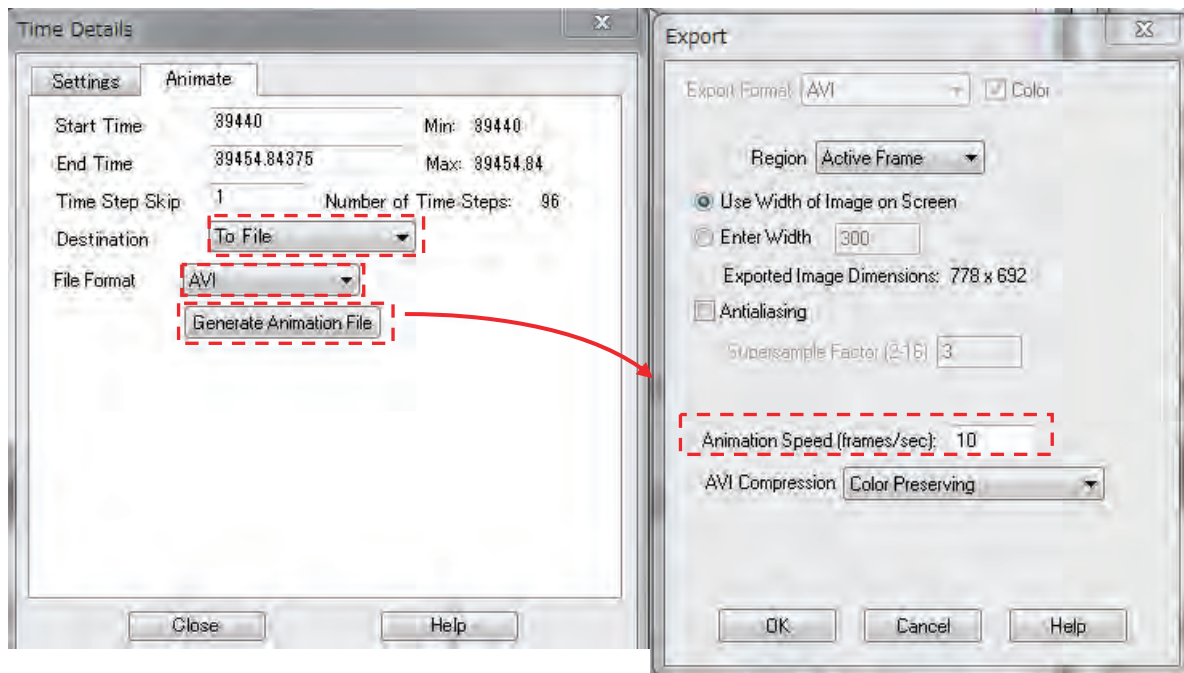 Time Details
Settings Animate
Start Time 39440 Min: 39440
End Time 39454.84375 Max: 39454.84
Time Step Skip 1 Number of Time Steps: 96
Destination To File
File Format AVI
Generate Animation File
Close Help
Export
Export Format AVI Color
Region Active Frame
Use Width of Image on Screen
Enter Width 300
Exported Image Dimensions: 778 x 692
Antialiasing
Supersample Factor (2-16) 3
Animation Speed (frames/sec): 10
AVI Compression Color Preserving
OK Cancel Help